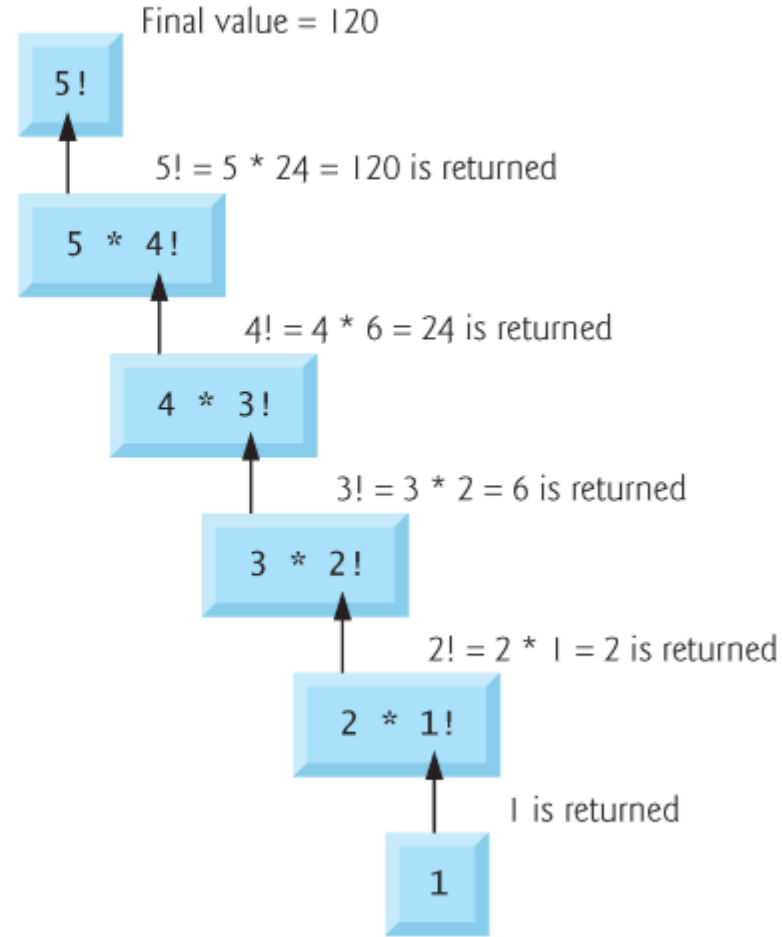 Final value = 120
5!
5! = 5 * 24 = 120 is returned
5 * 4!
4! = 4 * 6 = 24 is returned
4 * 3!
3! = 3 * 2 = 6 is returned
3 * 2!
2! = 2 * 1 = 2 is returned
2 * 1!
1 is returned
1